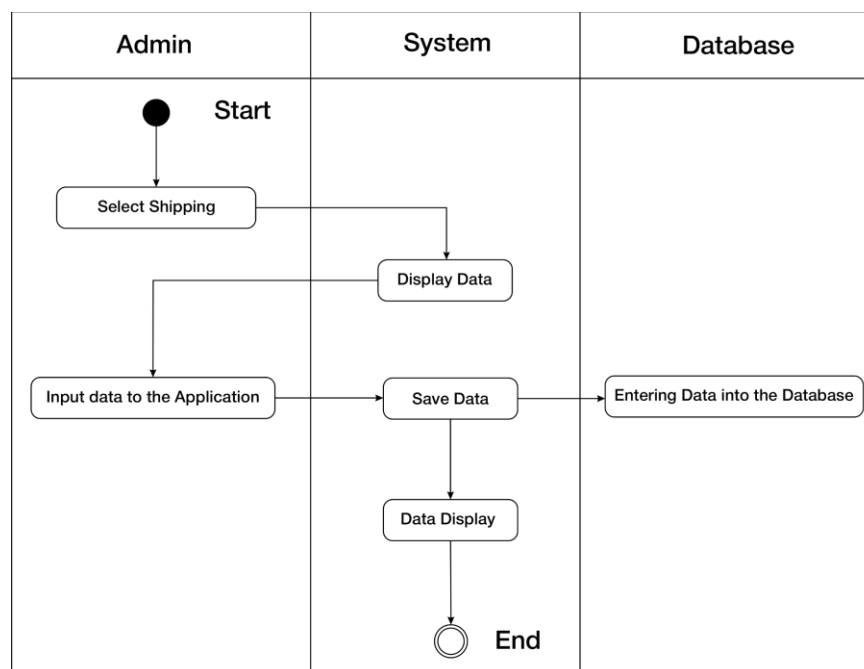 Admin
System
Database
Start
Select Shipping
Display Data
Input data to the Application
Save Data
Entering Data into the Database
Data Display
End